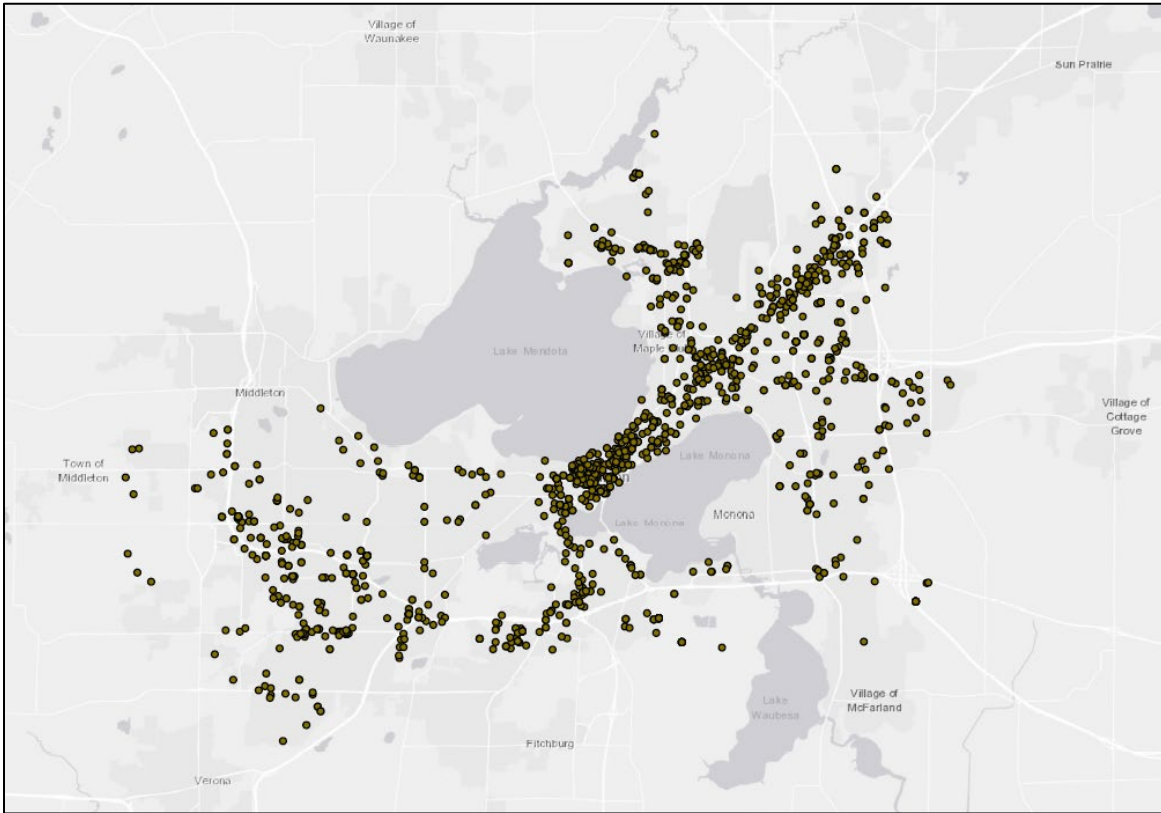 Village of
Waunakee
Sun Prairie
Lake Mendota
Village of
Middleton
Village of
Cottage
Grove
Town of
Middleton
Lake Monona
Lake Monona
Monona
Lake
Waubesa
Village of
McFarland
Fitchburg
Verona